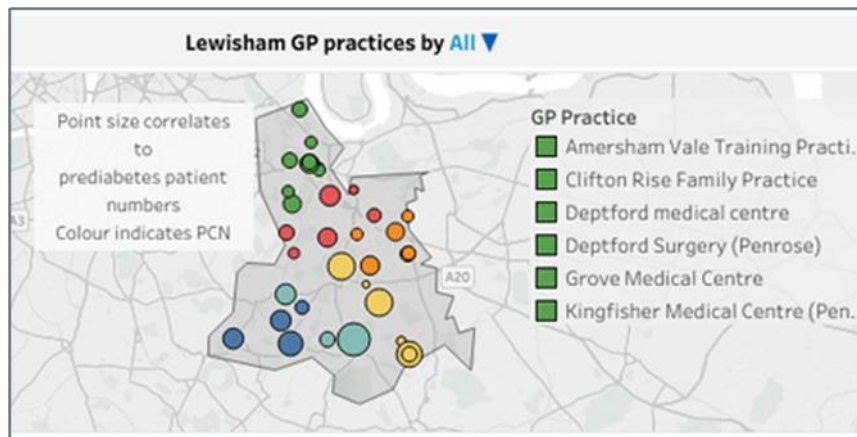 Lewisham GP practices by All ▼
Point size correlates
to
prediabetes patient
numbers
Colour indicates PCN
2
A3
A20
GP Practice
Amersham Vale Training Practi..
Clifton Rise Family Practice
Deptford medical centre
Deptford Surgery (Penrose)
Grove Medical Centre
Kingfisher Medical Centre (Pen..